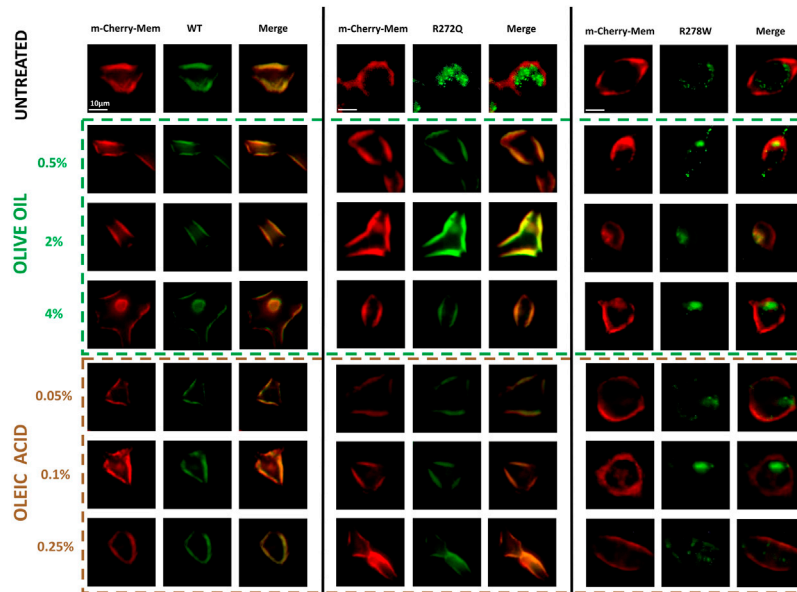 m-Cherry-Mem WT Merge m-Cherry-Mem R272Q Merge m-Cherry-Mem R278W Merge
UNTREATED
10μm
OLIVE OIL
0.5%
2%
4%
OLEIC ACID
0.05%
0.1%
0.25%